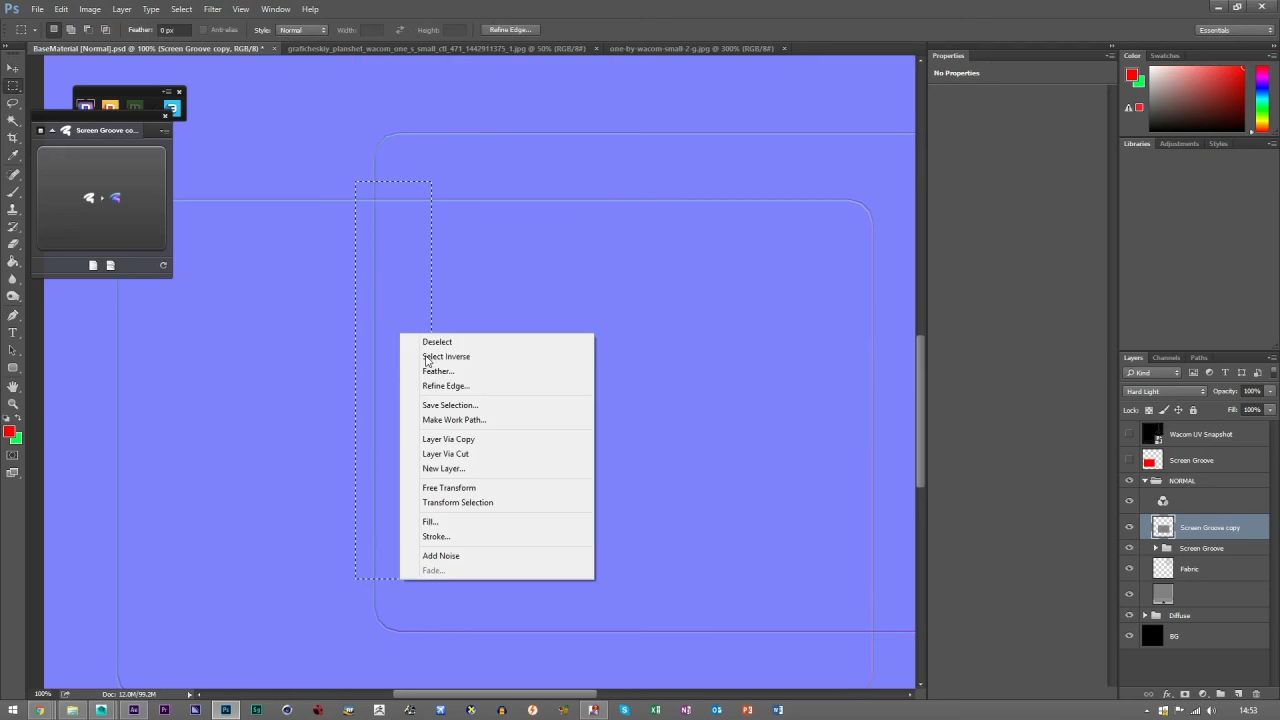 Ps File Edit Image Layer Type Select Filter View Window Help
Feather: 0 px Anti-alias Style: Normal Width: Height: Refine Edge... Essentials
BaseMaterial [Normal].psd @ 100% (Screen Groove copy, RGB/8) * × graficheskiy_planshet_wacom_one_s_small_ctl_471_1442911375_1.jpg @ 50% (RGB/8#) × one-by-wacom-small-2-g.jpg @ 300% (RGB/8#) ×
Properties
No Properties
Color Swatches
Screen Groove co...
Libraries Adjustments Styles
Deselect
Select Inverse
Feather...
Refine Edge...
Save Selection...
Make Work Path...
Layer Via Copy
Layer Via Cut
New Layer...
Free Transform
Transform Selection
Fill...
Stroke...
Add Noise
Fade...
Layers Channels Paths
Kind
Hard Light Opacity: 100%
Lock: Fill: 100%
Wacom UV Snapshot
Screen Groove
NORMAL
Screen Groove copy
Screen Groove
Fabric
Diffuse
BG
100% Doc: 12.0M/99.2M
14:53